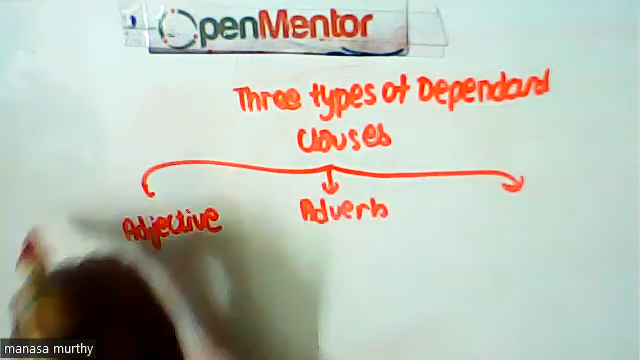 OpenMentor
Three types of Dependand
Clauses
Adjective Adverb
manasa murthy